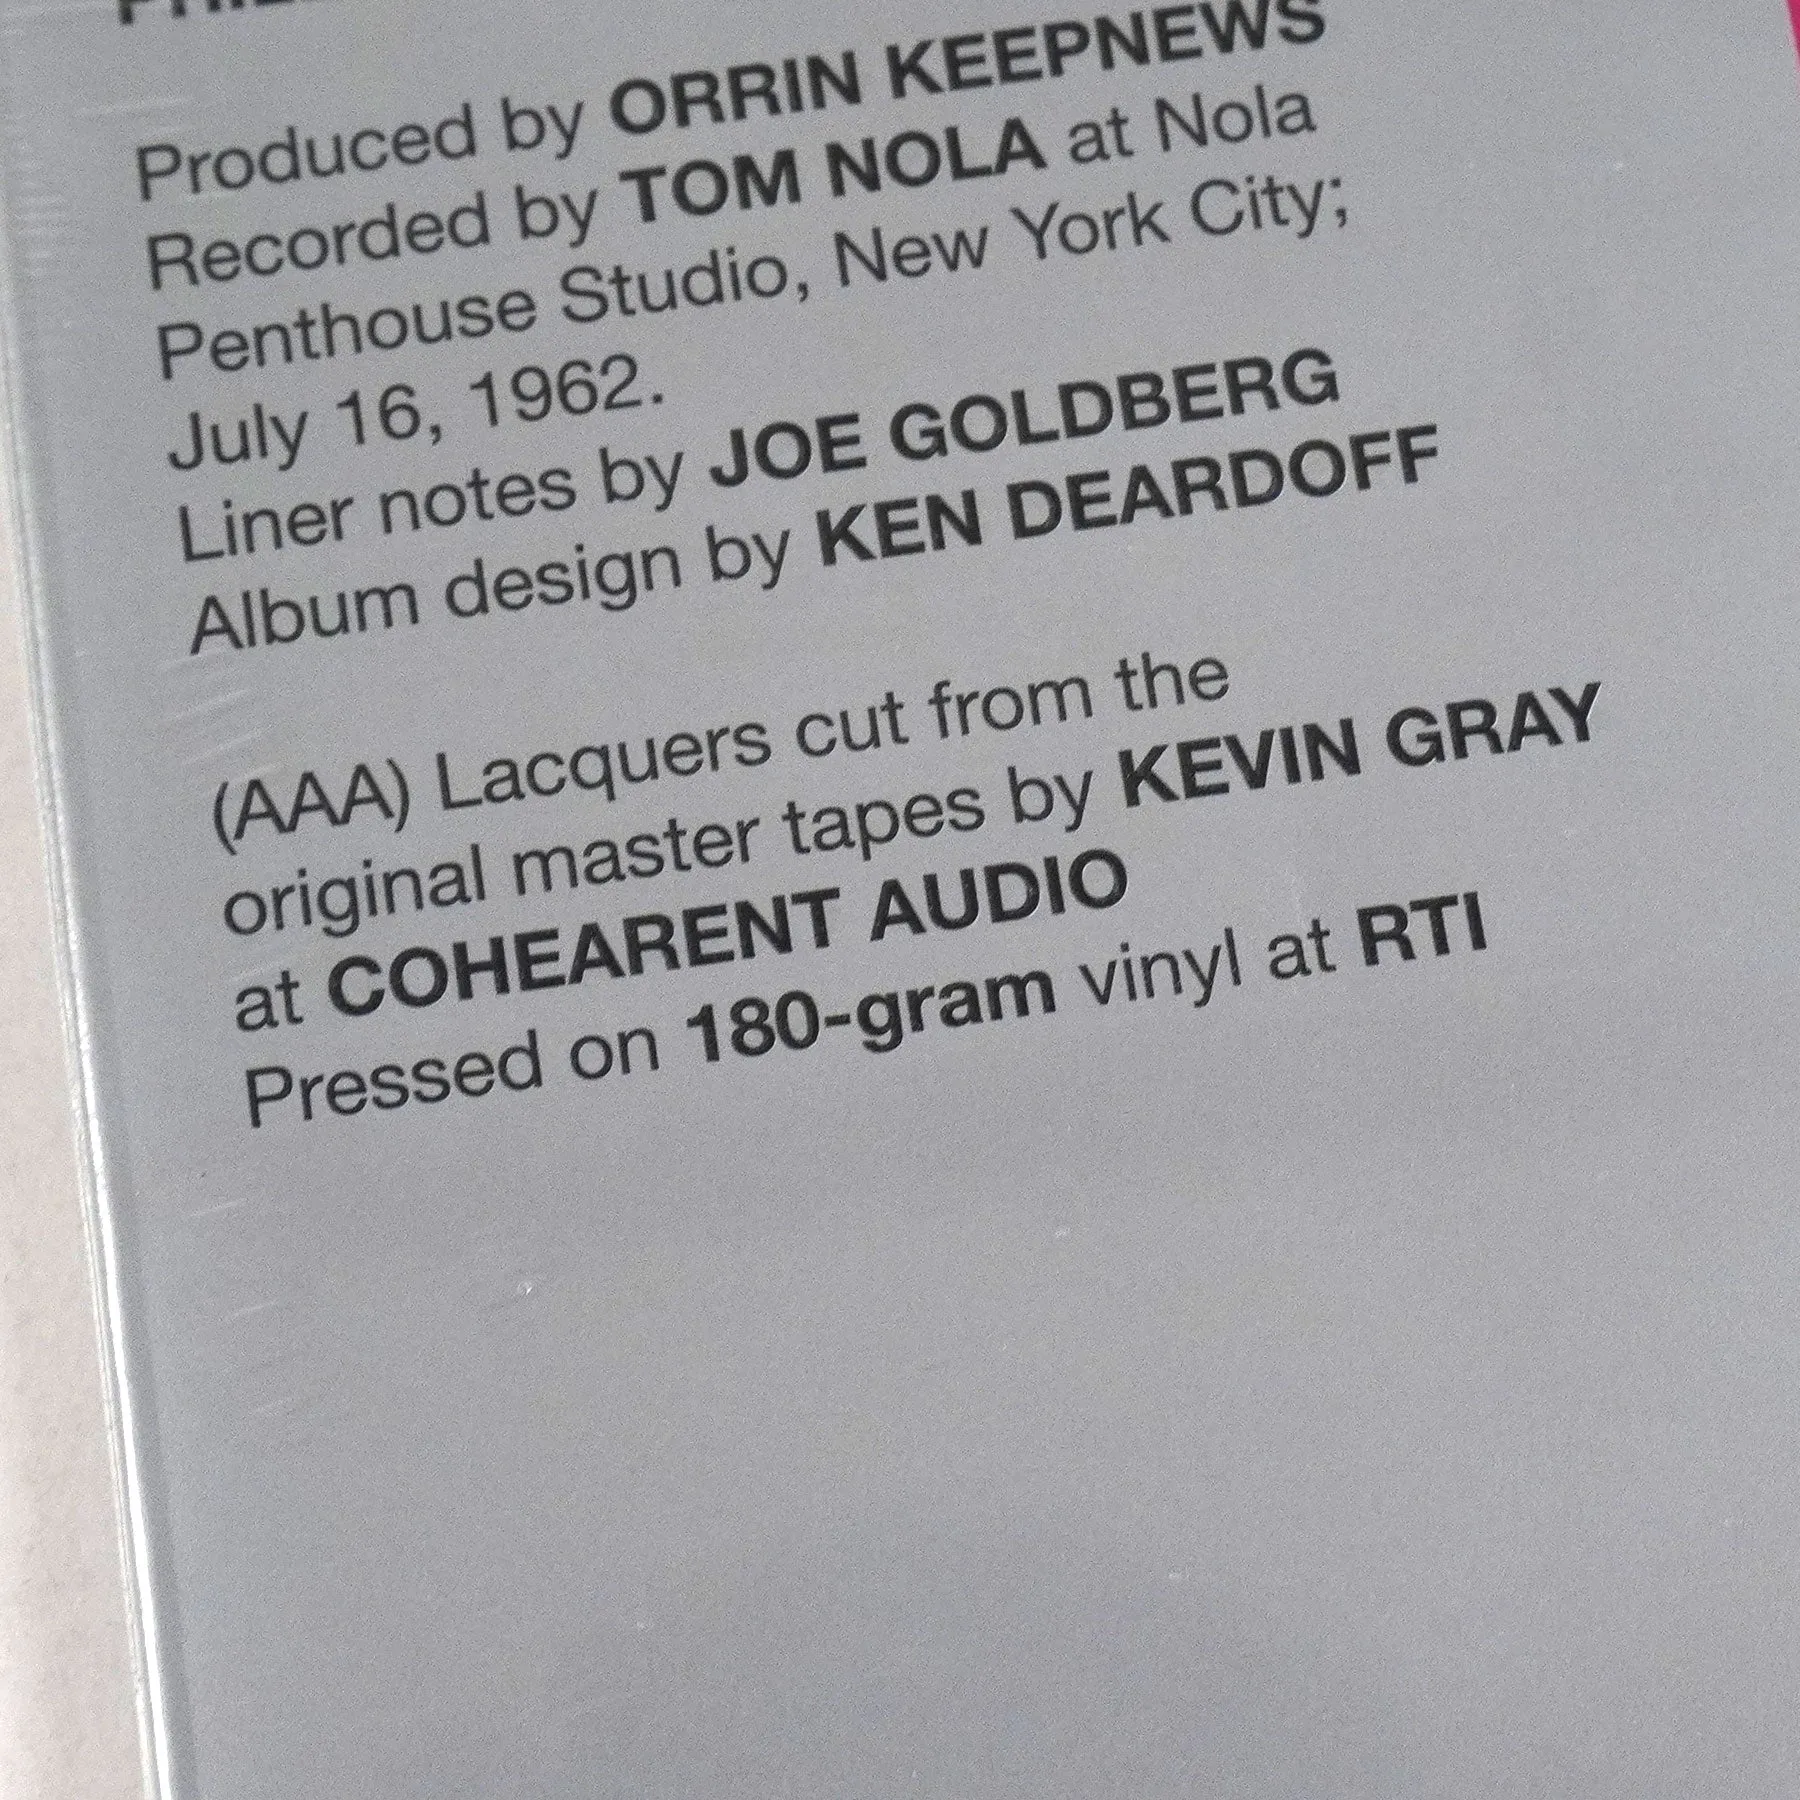 Produced by ORRIN KEEPNEWS
Recorded by TOM NOLA at Nola
Penthouse Studio, New York City;
July 16, 1962.
Liner notes by JOE GOLDBERG
Album design by KEN DEARDOFF
(AAA) Lacquers cut from the
original master tapes by KEVIN GRAY
at COHEARENT AUDIO
Pressed on 180-gram vinyl at RTI